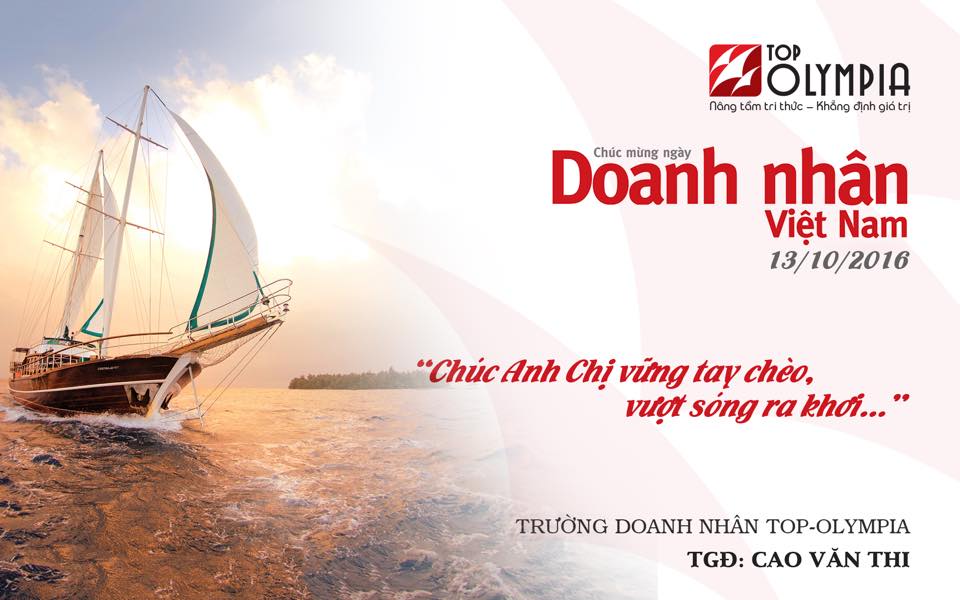 TOP
OLYMPIA
Nâng tầm tri thức – Khẳng định giá trị
Chúc mừng ngày
Doanh nhân
Việt Nam
13/10/2016
“Chúc Anh Chị vững tay chèo,
vượt sóng ra khơi...”
TRƯỜNG DOANH NHÂN TOP-OLYMPIA
TGĐ: CAO VĂN THI